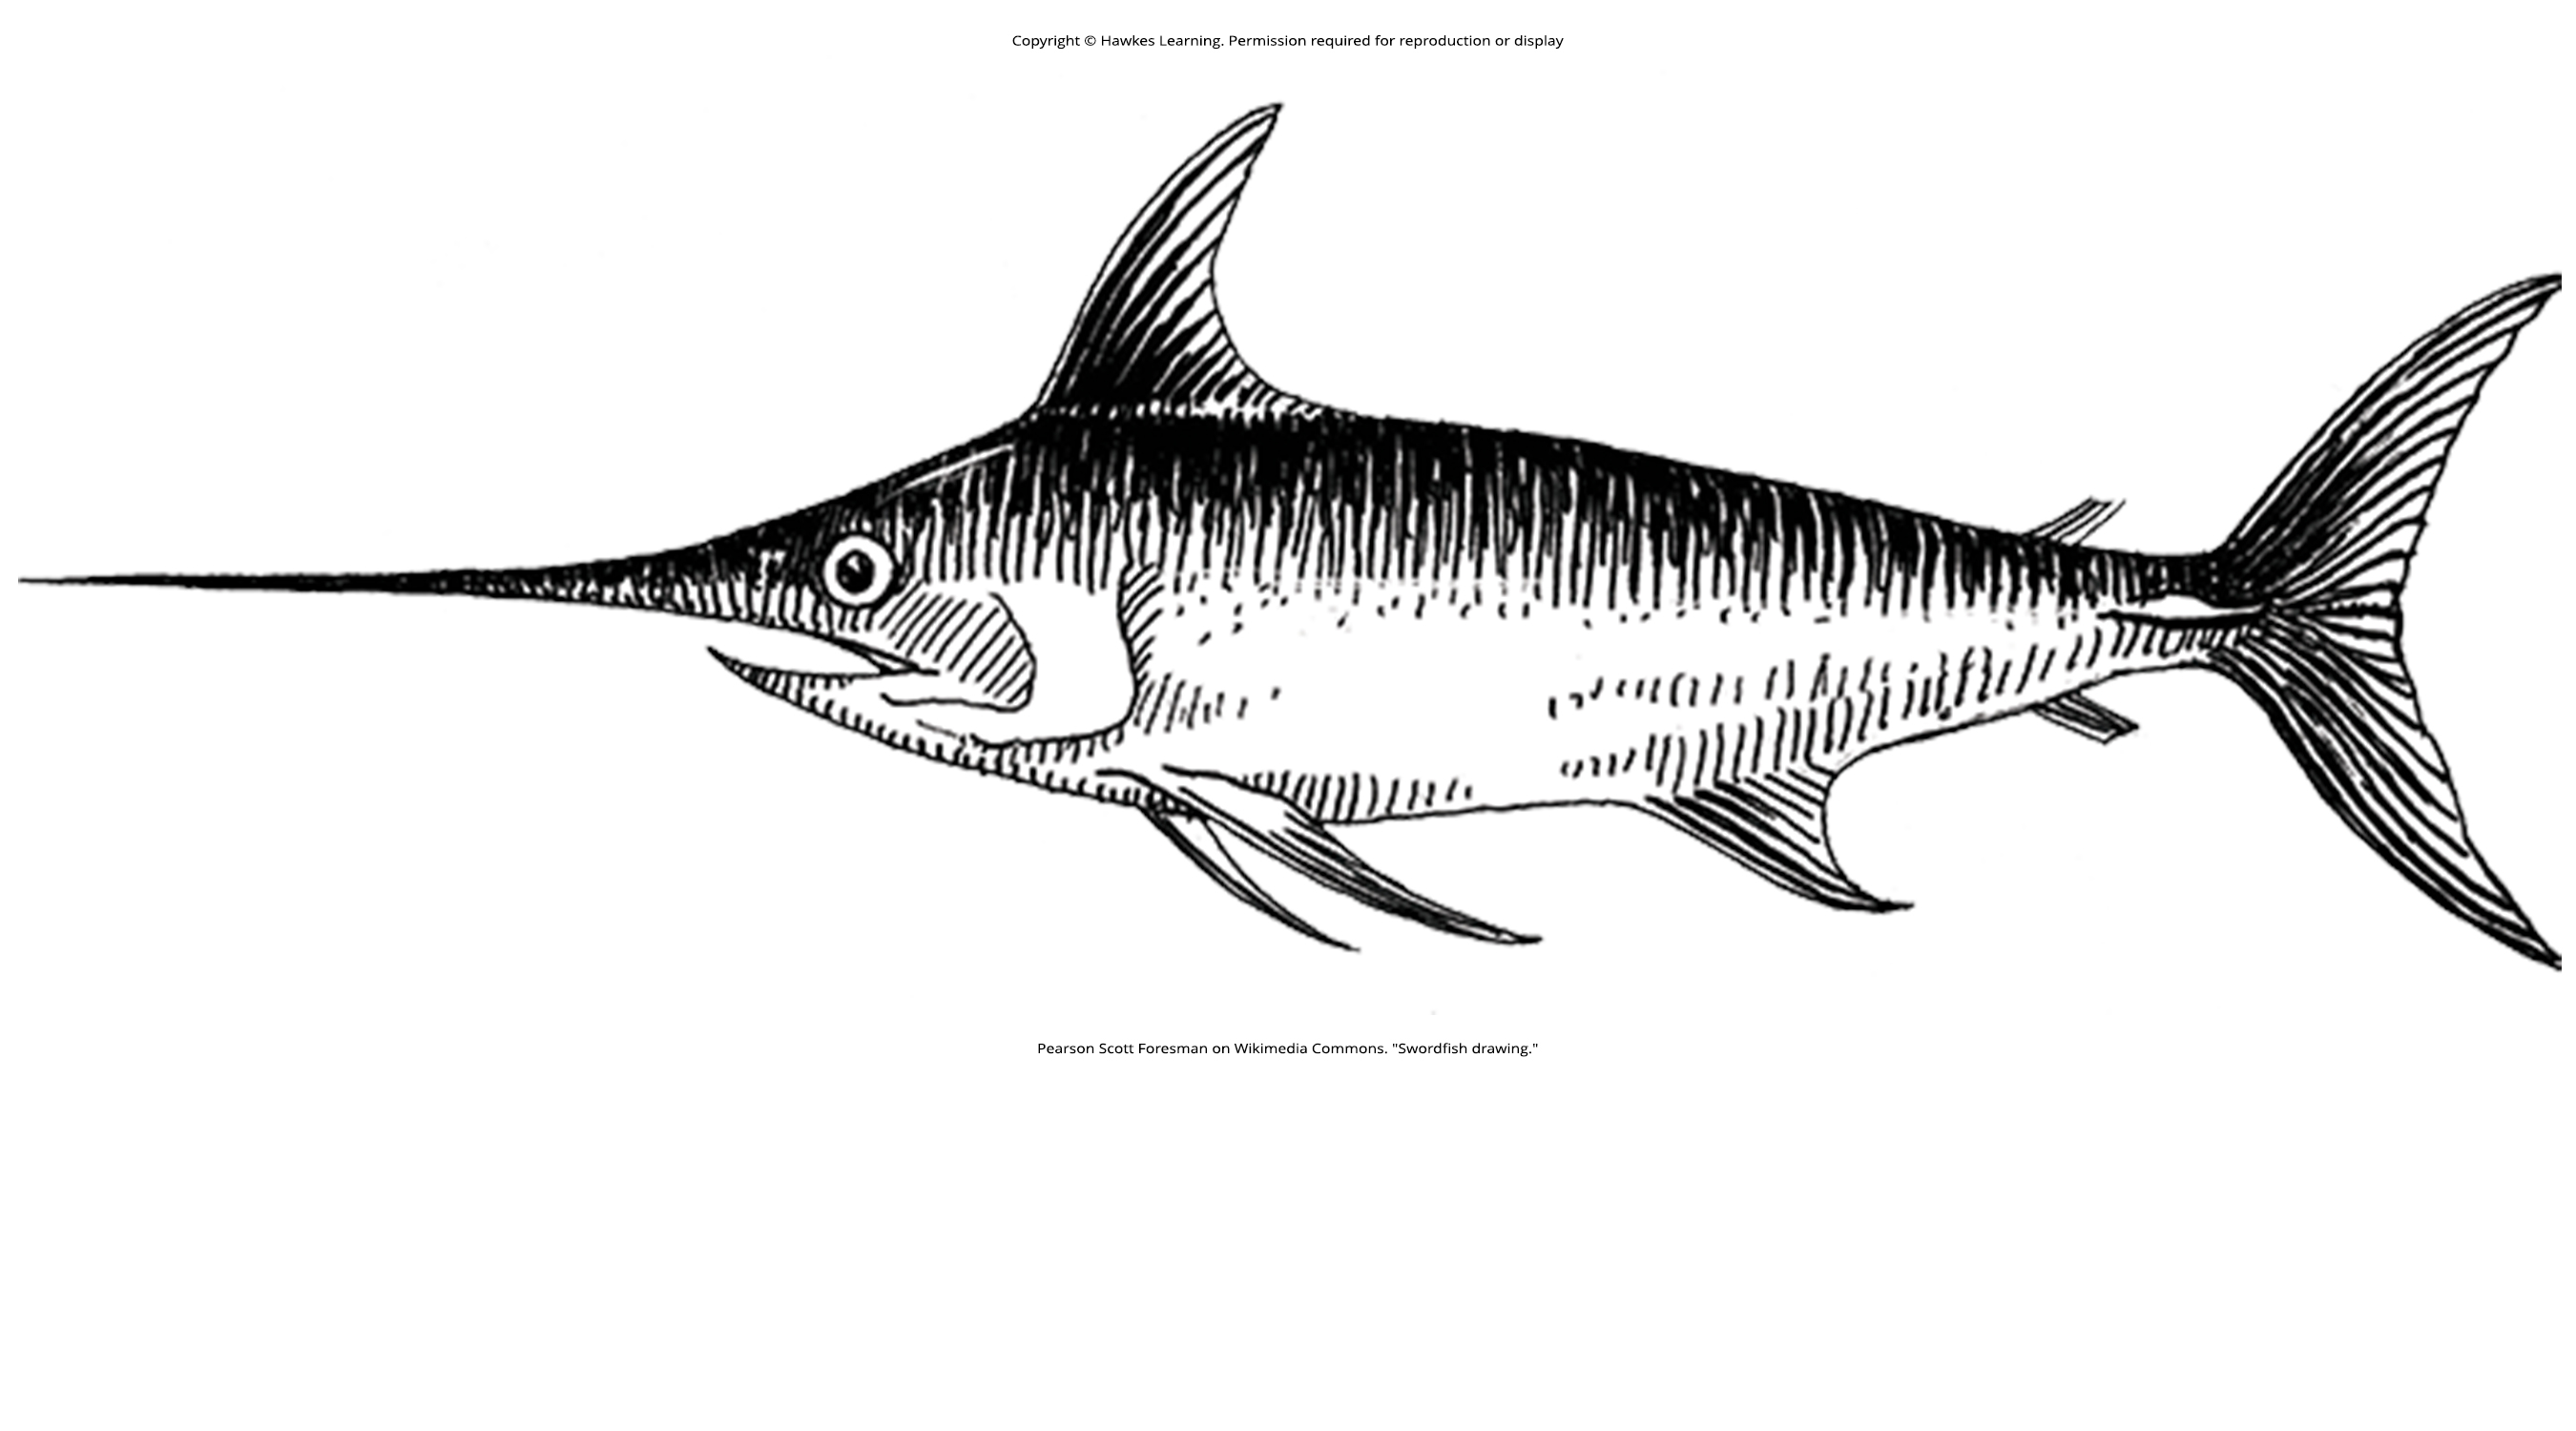 Copyright © Hawkes Learning. Permission required for reproduction or display
Pearson Scott Foresman on Wikimedia Commons. "Swordfish drawing."